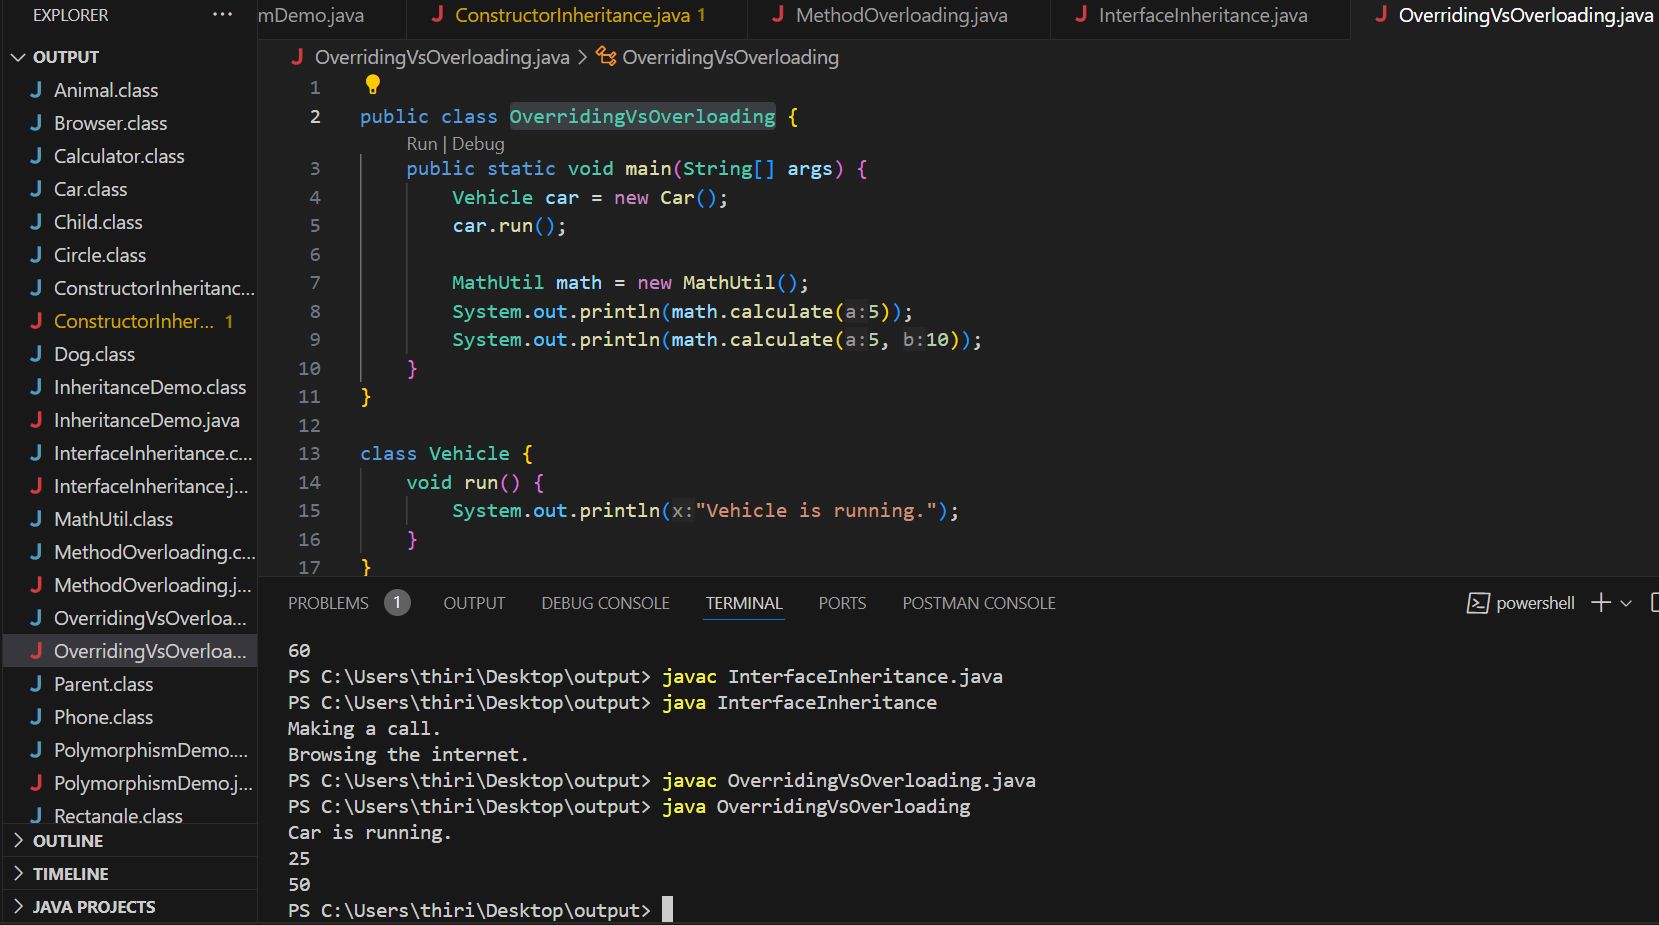 EXPLORER ···
OUTPUT
Animal.class
Browser.class
Calculator.class
Car.class
Child.class
Circle.class
ConstructorInheritanc...
ConstructorInher... 1
Dog.class
InheritanceDemo.class
InheritanceDemo.java
InterfaceInheritance.c...
InterfaceInheritance.j...
MathUtil.class
MethodOverloading.c...
MethodOverloading.j...
OverridingVsOverloa...
OverridingVsOverloa...
Parent.class
Phone.class
PolymorphismDemo....
PolymorphismDemo.j...
Rectangle.class
OUTLINE
TIMELINE
JAVA PROJECTS
mDemo.java ConstructorInheritance.java 1 MethodOverloading.java InterfaceInheritance.java OverridingVsOverloading.java
OverridingVsOverloading.java > OverridingVsOverloading
1
2 public class OverridingVsOverloading {
Run | Debug
3 public static void main(String[] args) {
4 Vehicle car = new Car();
5 car.run();
6
7 MathUtil math = new MathUtil();
8 System.out.println(math.calculate(a:5));
9 System.out.println(math.calculate(a:5, b:10));
10 }
11 }
12
13 class Vehicle {
14 void run() {
15 System.out.println(x:"Vehicle is running.");
16 }
17 }
PROBLEMS 1 OUTPUT DEBUG CONSOLE TERMINAL PORTS POSTMAN CONSOLE powershell
60
PS C:\Users\thiri\Desktop\output> javac InterfaceInheritance.java
PS C:\Users\thiri\Desktop\output> java InterfaceInheritance
Making a call.
Browsing the internet.
PS C:\Users\thiri\Desktop\output> javac OverridingVsOverloading.java
PS C:\Users\thiri\Desktop\output> java OverridingVsOverloading
Car is running.
25
50
PS C:\Users\thiri\Desktop\output>